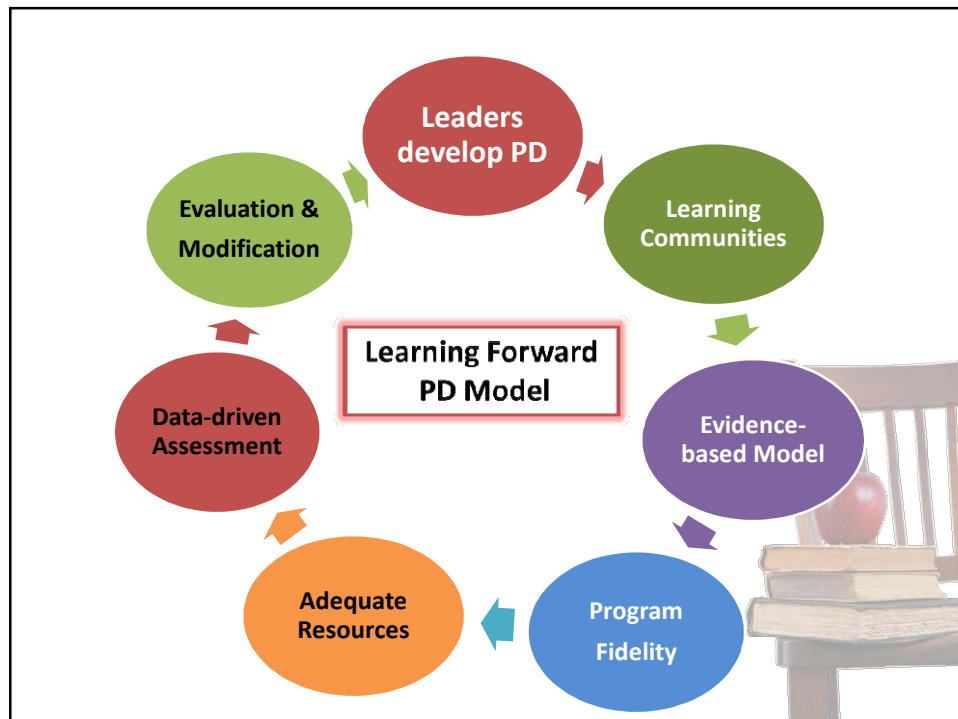 Leaders
develop PD
Learning
Communities
Evidence-
based Model
Program
Fidelity
Adequate
Resources
Data-driven
Assessment
Evaluation &
Modification
Learning Forward
PD Model